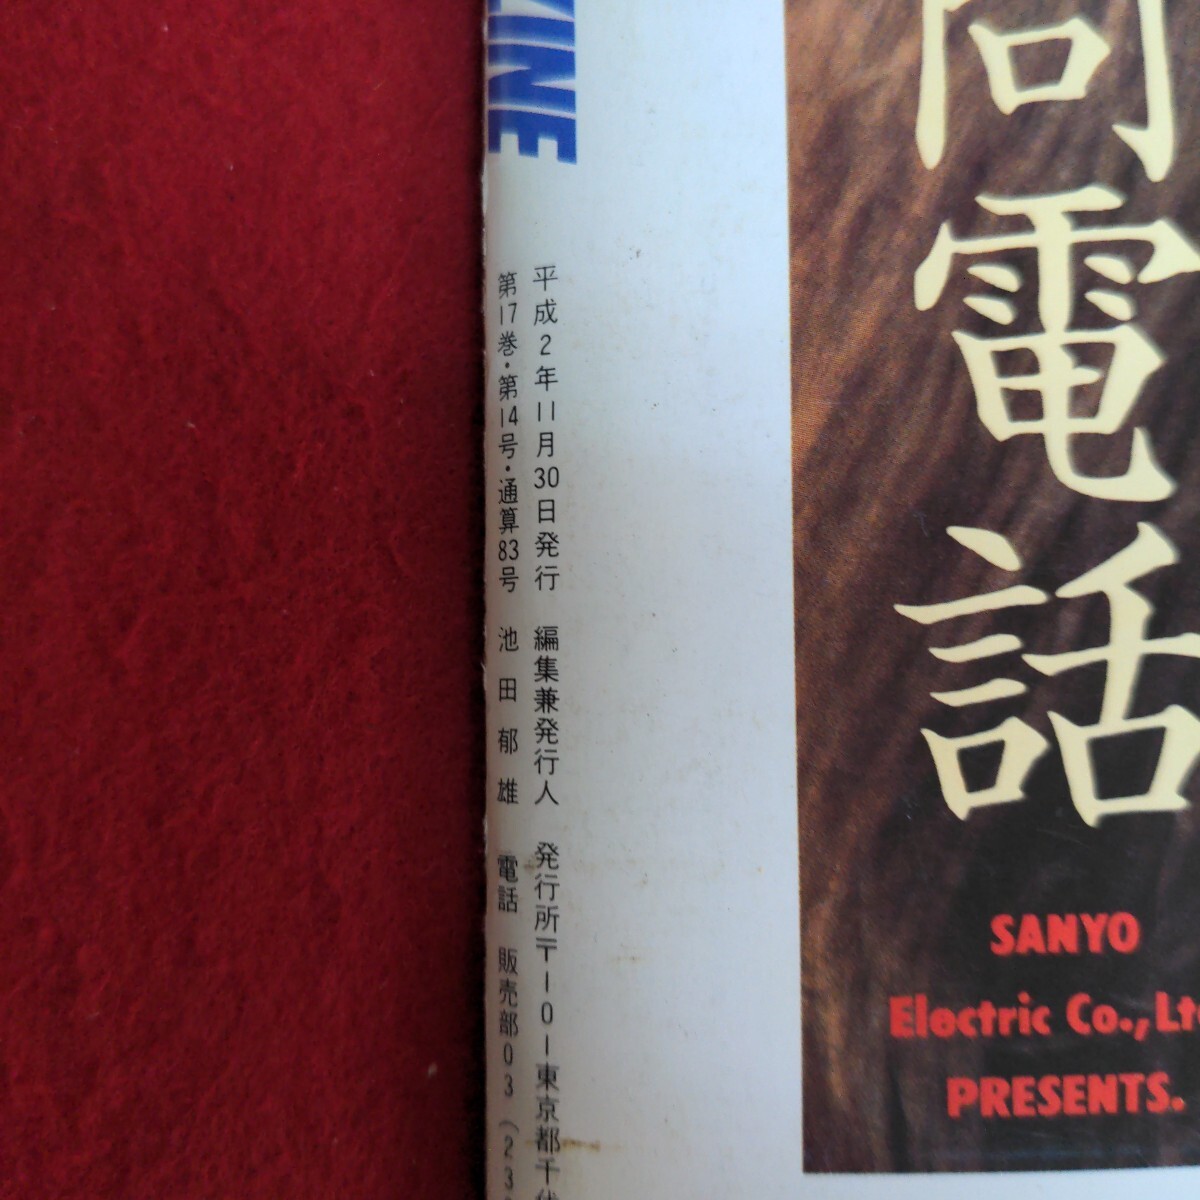 平成2年11月30日発行 編集兼発行人 発行所〒101東京都千代
第17巻・第14号・通算83号 池田郁雄 電話 販売部03(23
電話
SANYO
Electric Co., Ltd
PRESENTS.